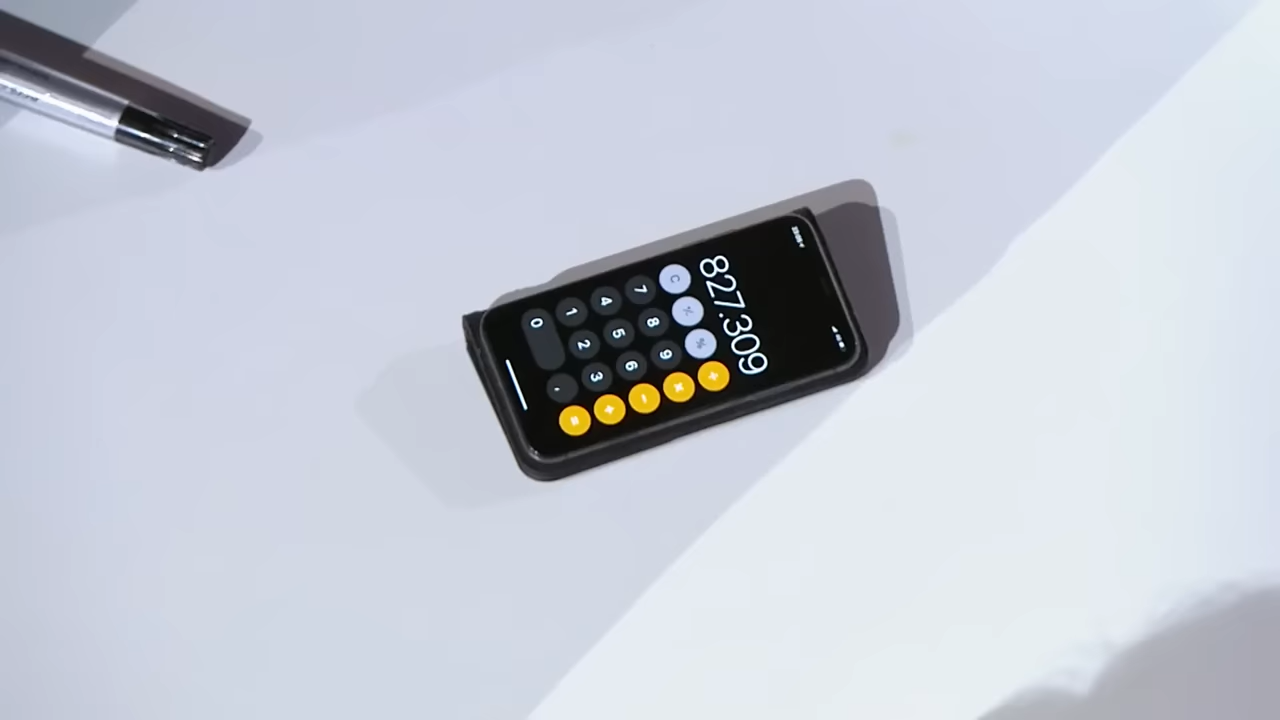 827.309
C ⁺⁄₋ % ÷
7 8 9 ×
4 5 6 −
1 2 3 +
0 , =